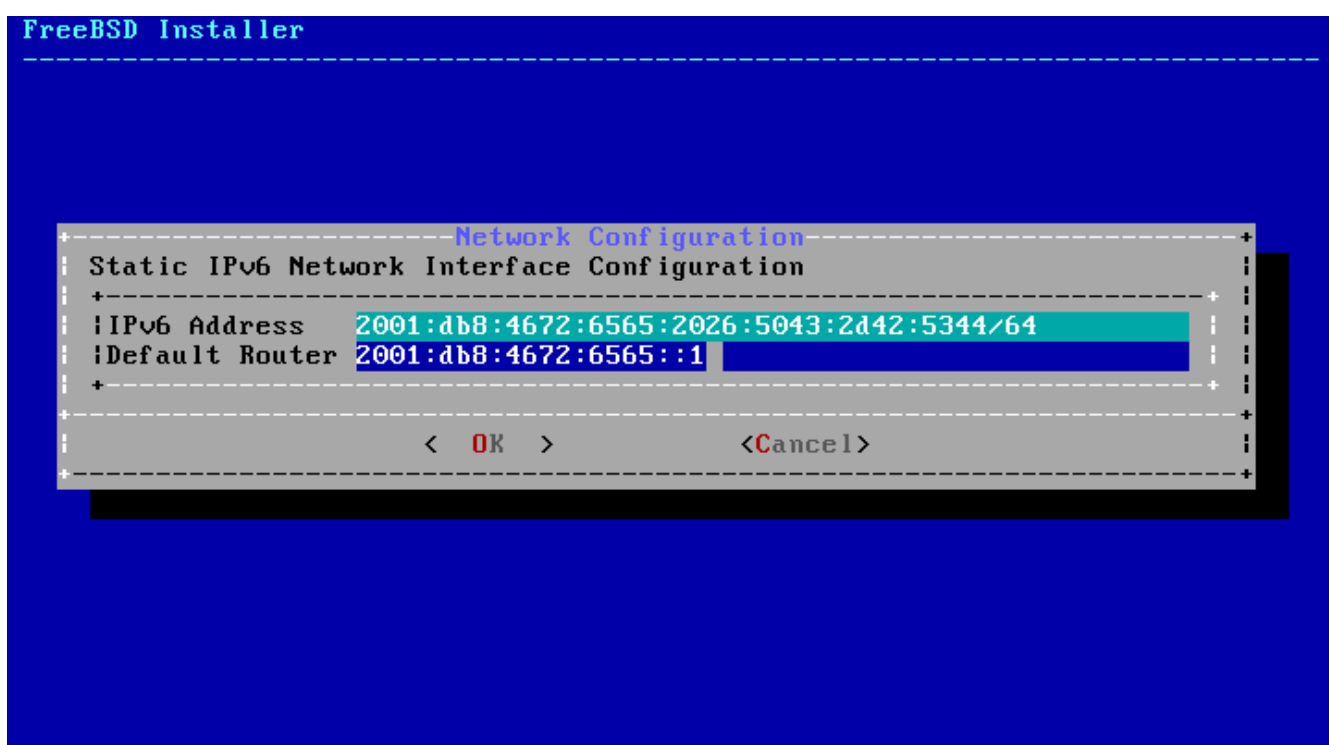 FreeBSD Installer
Network Configuration
Static IPv6 Network Interface Configuration
IPv6 Address 2001:db8:4672:6565:2026:5043:2d42:5344/64
Default Router 2001:db8:4672:6565::1
< OK > <Cancel>